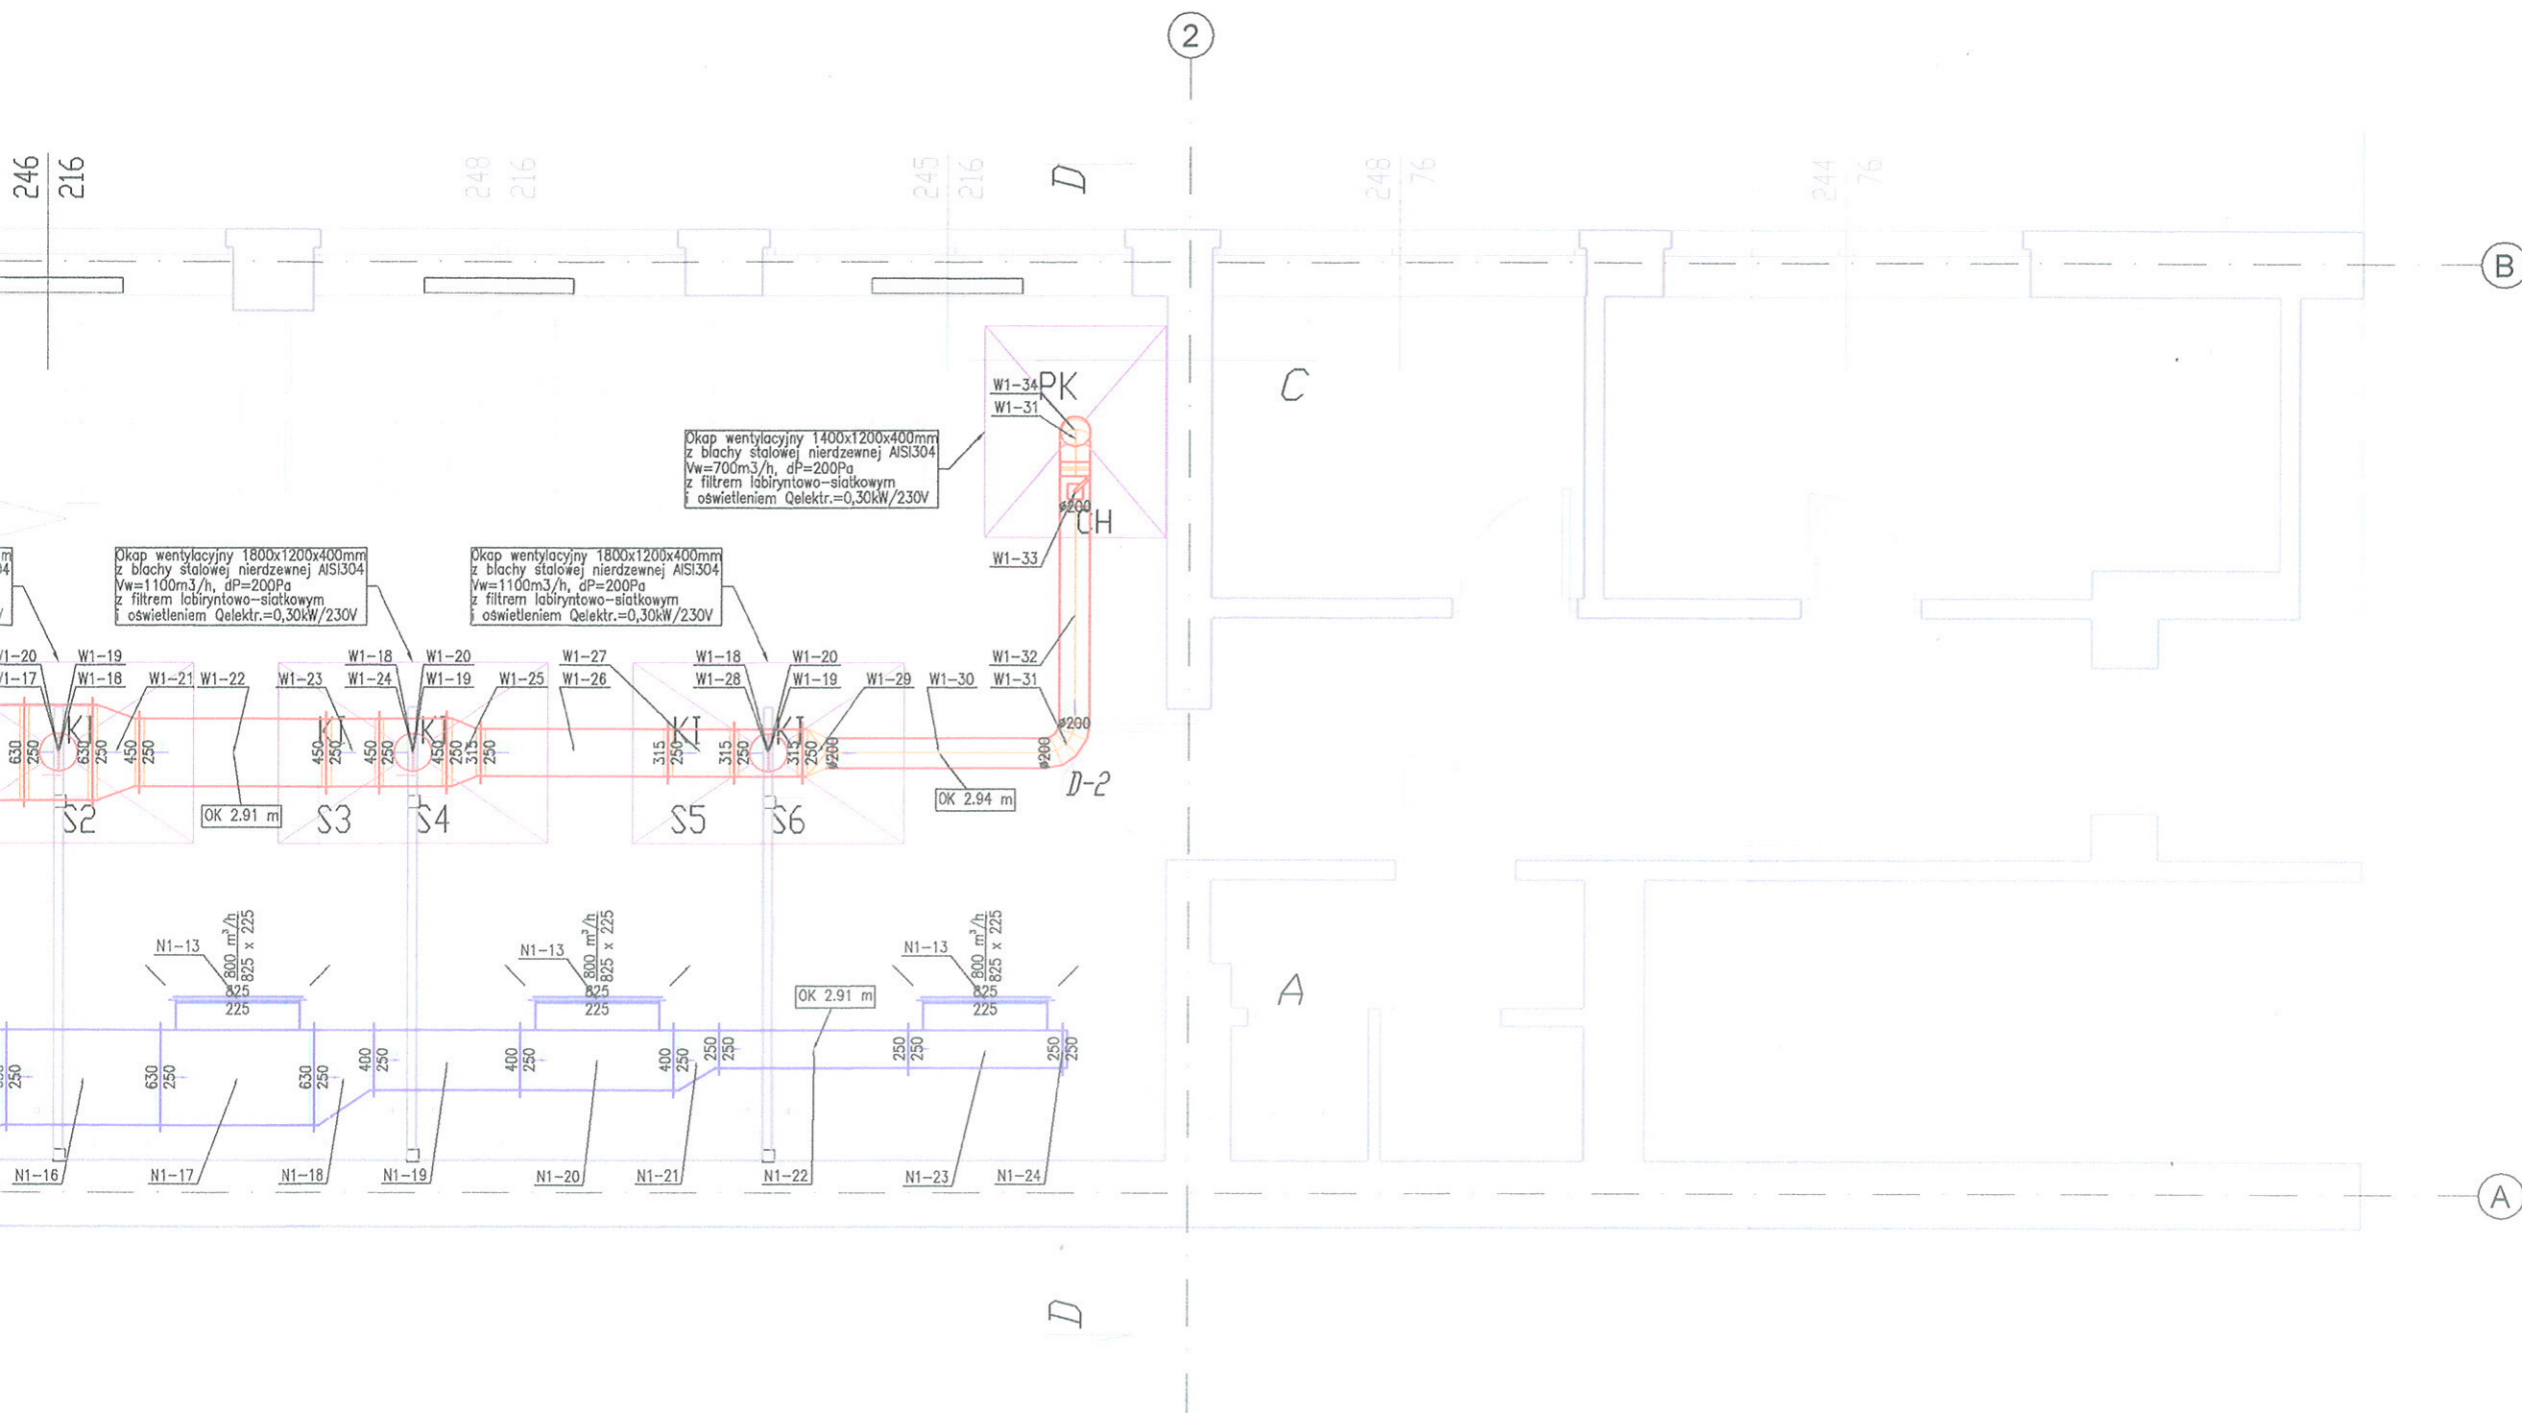 2
246
216
248
216
245
216
D
248
76
244
76
B
C
W1-34
PK
W1-31
Okap wentylacyjny 1400x1200x400mm
z blachy stalowej nierdzewnej AISI304
Vw=700m3/h, dP=200Pa
z filtrem labiryntowo-siatkowym
i oświetleniem Qelektr.=0,30kW/230V
ø200
CH
W1-33
Okap wentylacyjny 1800x1200x400mm
z blachy stalowej nierdzewnej AISI304
Vw=1100m3/h, dP=200Pa
z filtrem labiryntowo-siatkowym
i oświetleniem Qelektr.=0,30kW/230V
Okap wentylacyjny 1800x1200x400mm
z blachy stalowej nierdzewnej AISI304
Vw=1100m3/h, dP=200Pa
z filtrem labiryntowo-siatkowym
i oświetleniem Qelektr.=0,30kW/230V
W1-20 W1-19 W1-18 W1-20 W1-27 W1-18 W1-20 W1-32
W1-17 W1-18 W1-21 W1-22 W1-23 W1-24 W1-19 W1-25 W1-26 W1-28 W1-19 W1-29 W1-30 W1-31
KI KI KI KI KI
630 250 630 250 450 250 450 250 450 250 450 250 315 250 315 250 315 250 315 250 ø200 ø200 ø200
D-2
OK 2.91 m
OK 2.94 m
S2 S3 S4 S5 S6
N1-13
800 m³/h
825 x 225
825
225
N1-13
800 m³/h
825 x 225
825
225
N1-13
800 m³/h
825 x 225
825
225
A
OK 2.91 m
250 630 250 630 250 400 250 400 250 400 250 250 250 250 250 250 250
N1-16 N1-17 N1-18 N1-19 N1-20 N1-21 N1-22 N1-23 N1-24
A
D